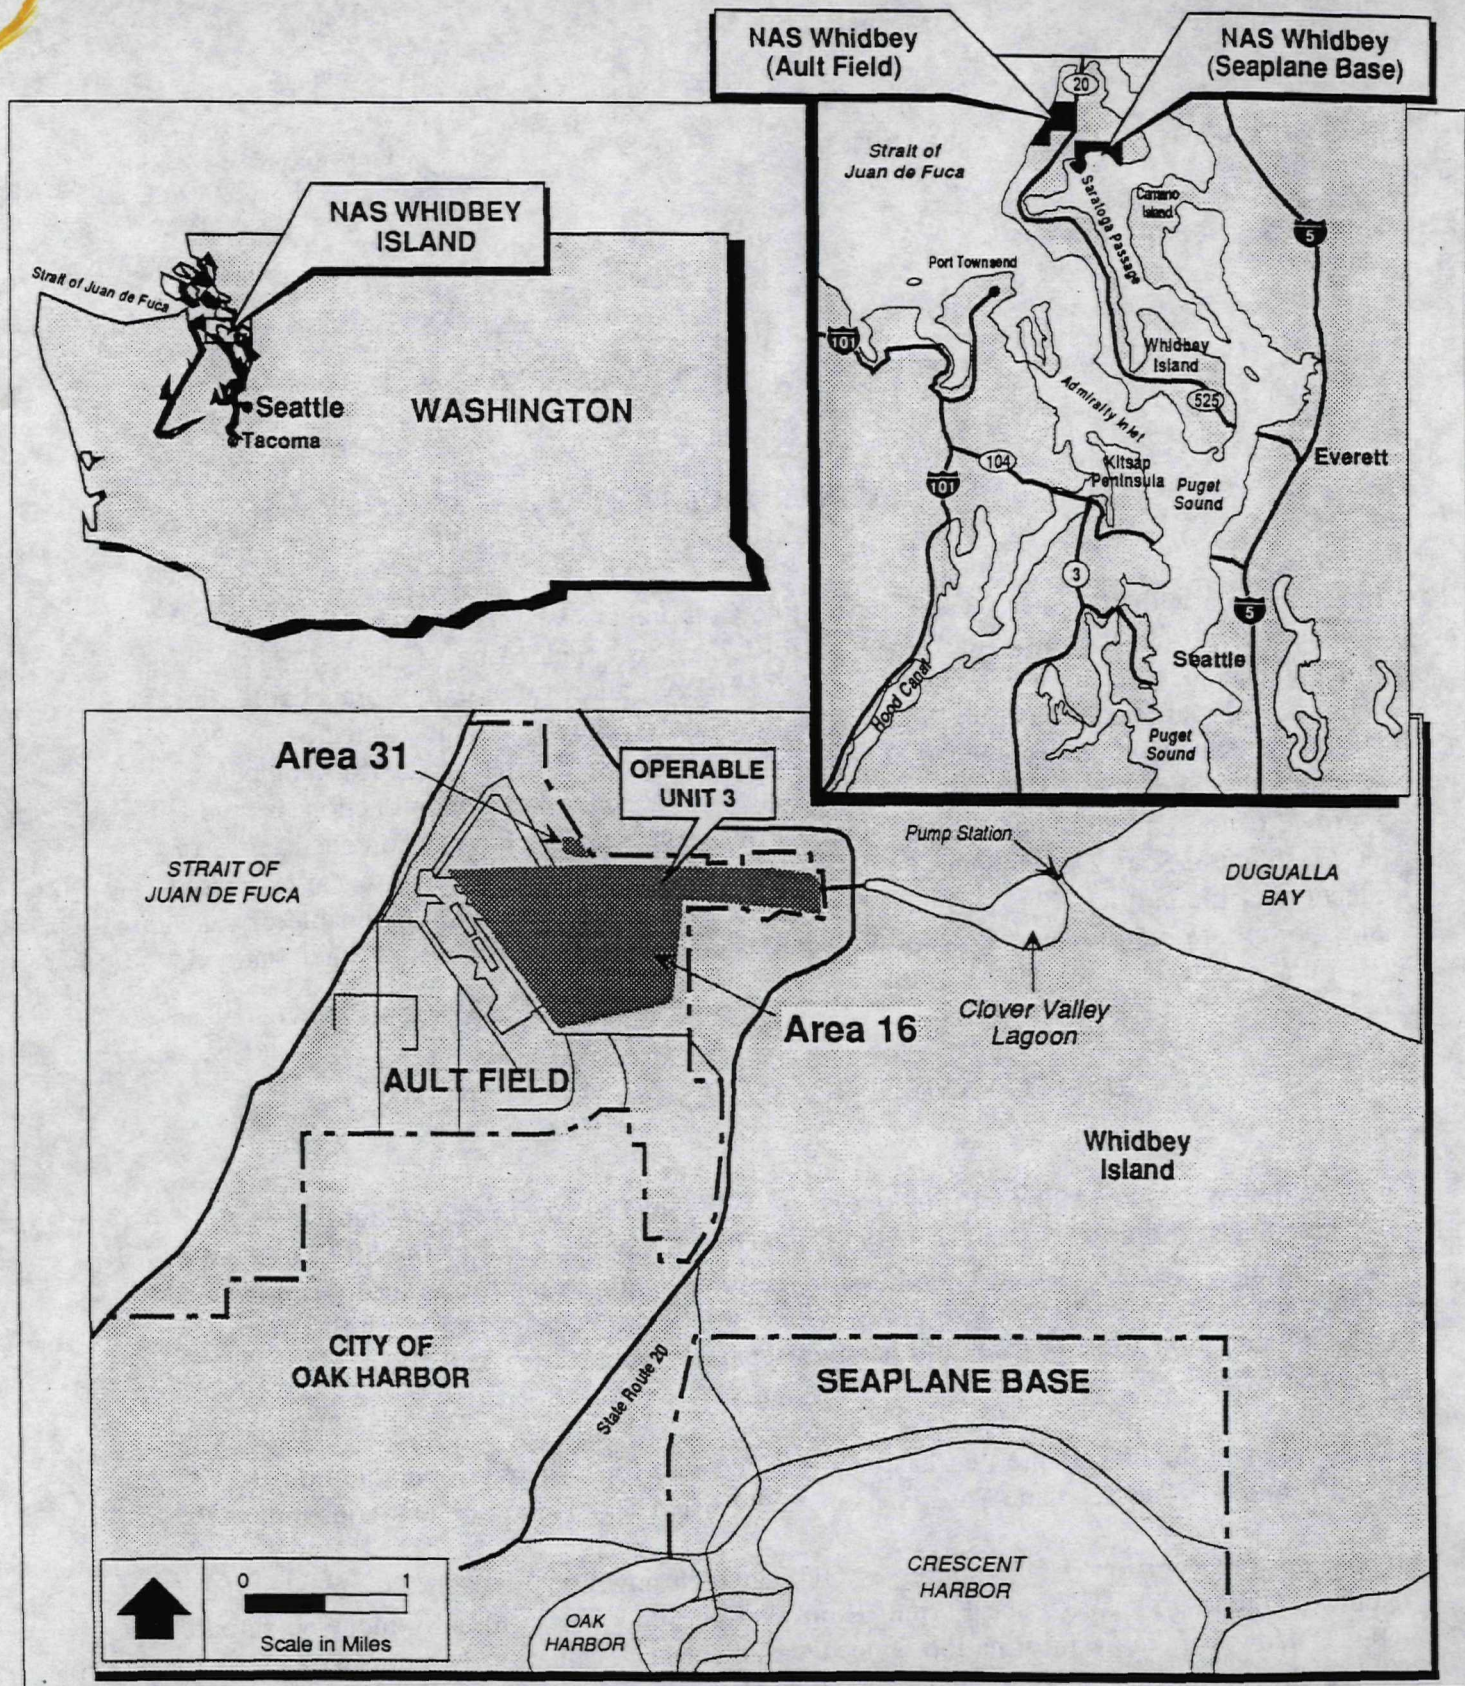 NAS Whidbey
(Ault Field)
NAS Whidbey
(Seaplane Base)
NAS WHIDBEY
ISLAND
Strait of Juan de Fuca
Seattle
Tacoma
WASHINGTON
20
Strait of
Juan de Fuca
Saratoga Passage
Camano
Island
5
Port Townsend
101
Whidbey
Island
Admiralty Inlet
525
Everett
104
Kitsap
Peninsula
Puget
Sound
101
3
5
Seattle
Hood Canal
Puget
Sound
Area 31
OPERABLE
UNIT 3
Pump Station
STRAIT OF
JUAN DE FUCA
DUGUALLA
BAY
Area 16
Clover Valley
Lagoon
AULT FIELD
Whidbey
Island
CITY OF
OAK HARBOR
State Route 20
SEAPLANE BASE
CRESCENT
HARBOR
OAK
HARBOR
0 1
Scale in Miles